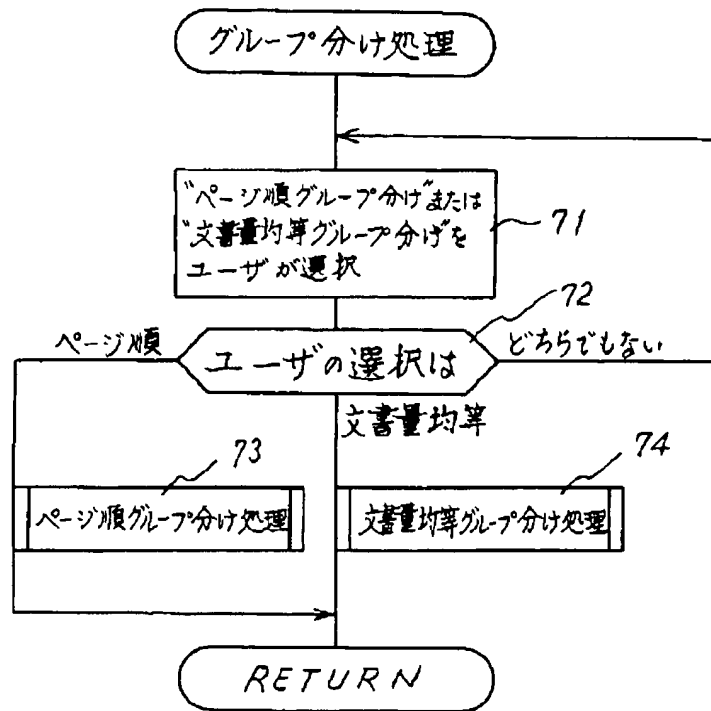 グループ分け処理
"ページ順グループ分け"または
"文書量均等グループ分け"を
ユーザが選択
71
72
ページ順
ユーザの選択は
どちらでもない
文書量均等
73
74
ページ順グループ分け処理
文書量均等グループ分け処理
RETURN